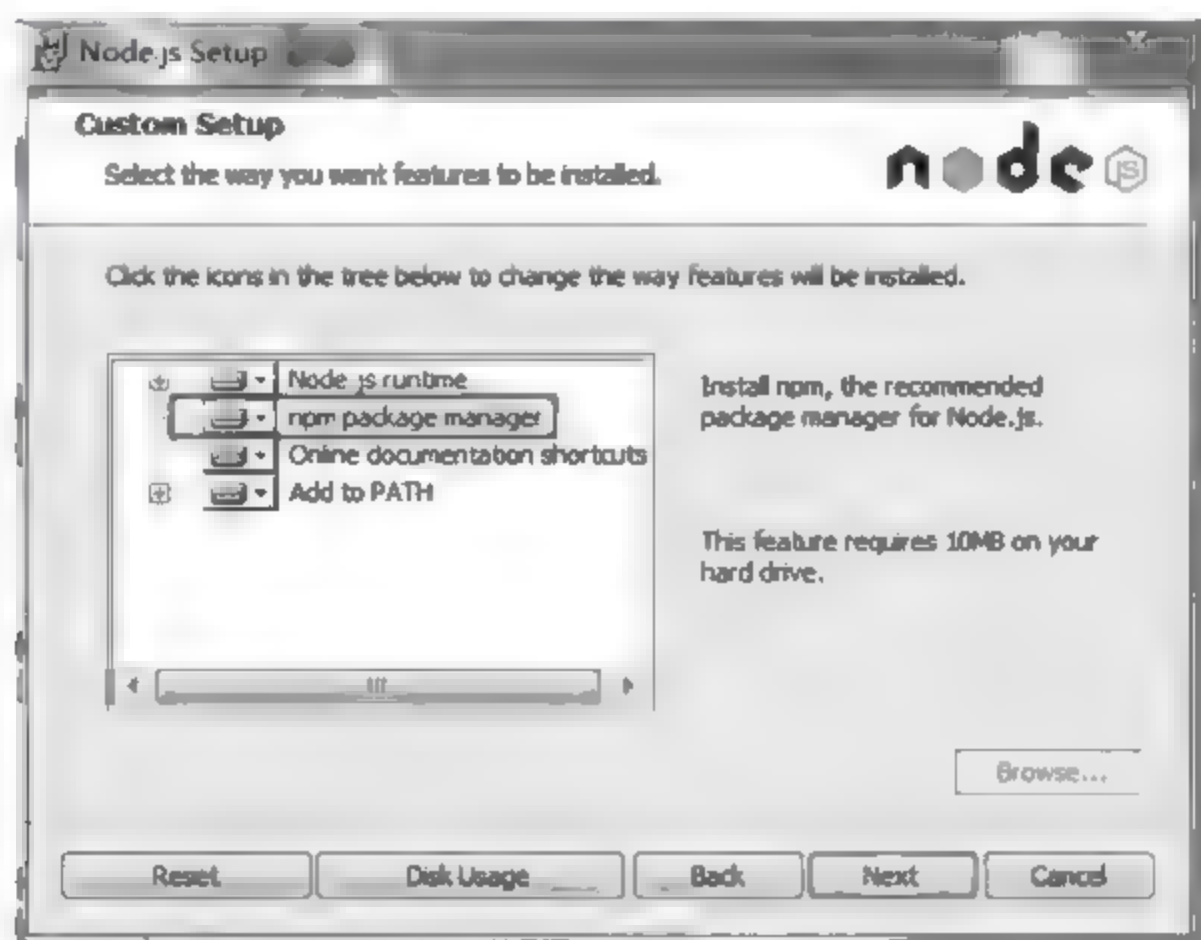 Node.js Setup
Custom Setup
Select the way you want features to be installed.
node JS
Click the icons in the tree below to change the way features will be installed.
Node.js runtime
npm package manager
Online documentation shortcuts
Add to PATH
Install npm, the recommended
package manager for Node.js.
This feature requires 10MB on your
hard drive.
Browse...
Reset
Disk Usage
Back
Next
Cancel